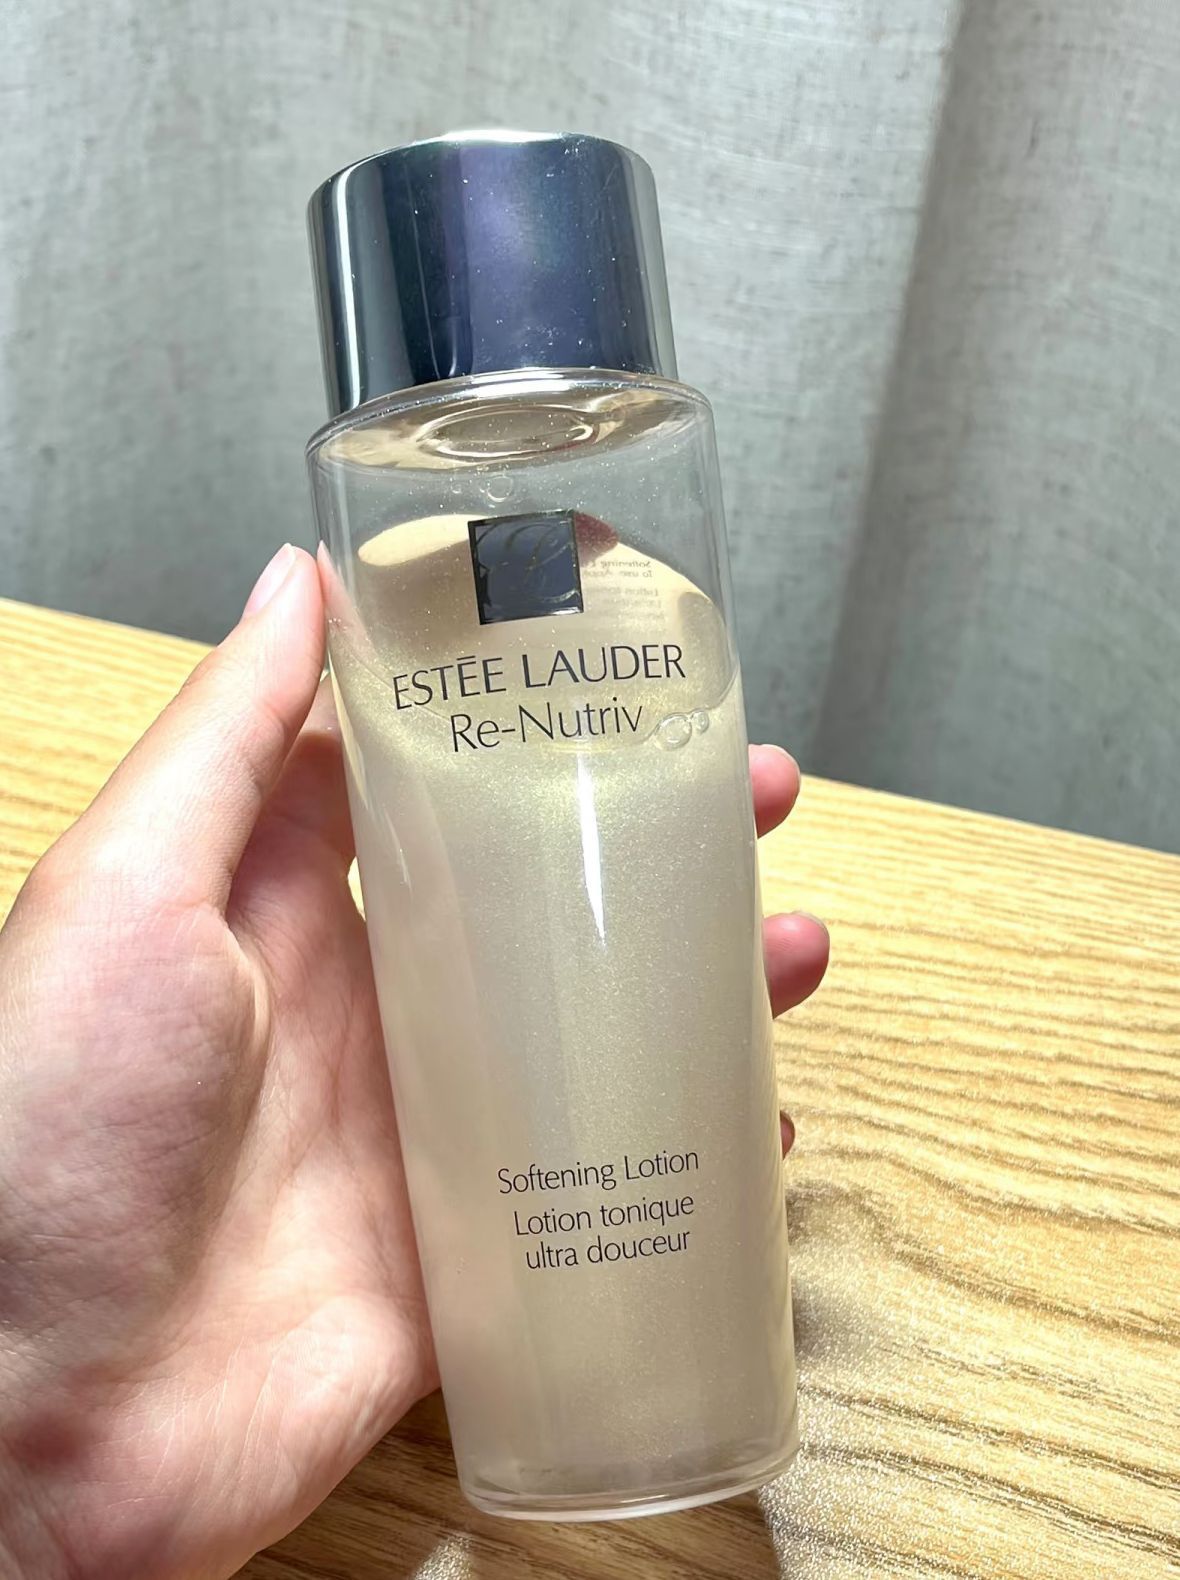 ESTĒE LAUDER
Re-Nutriv
Softening Lotion
Lotion tonique
ultra douceur